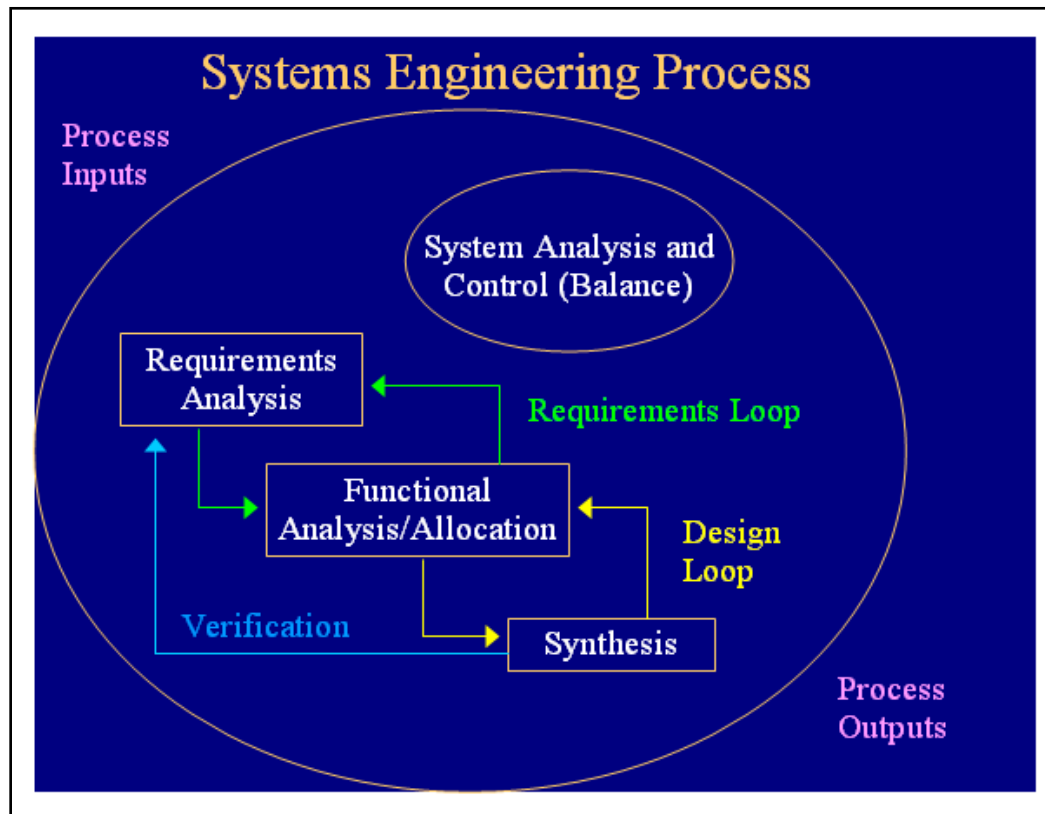 Systems Engineering Process
Process
Inputs
System Analysis and
Control (Balance)
Requirements
Analysis
Requirements Loop
Functional
Analysis/Allocation
Design
Loop
Verification
Synthesis
Process
Outputs